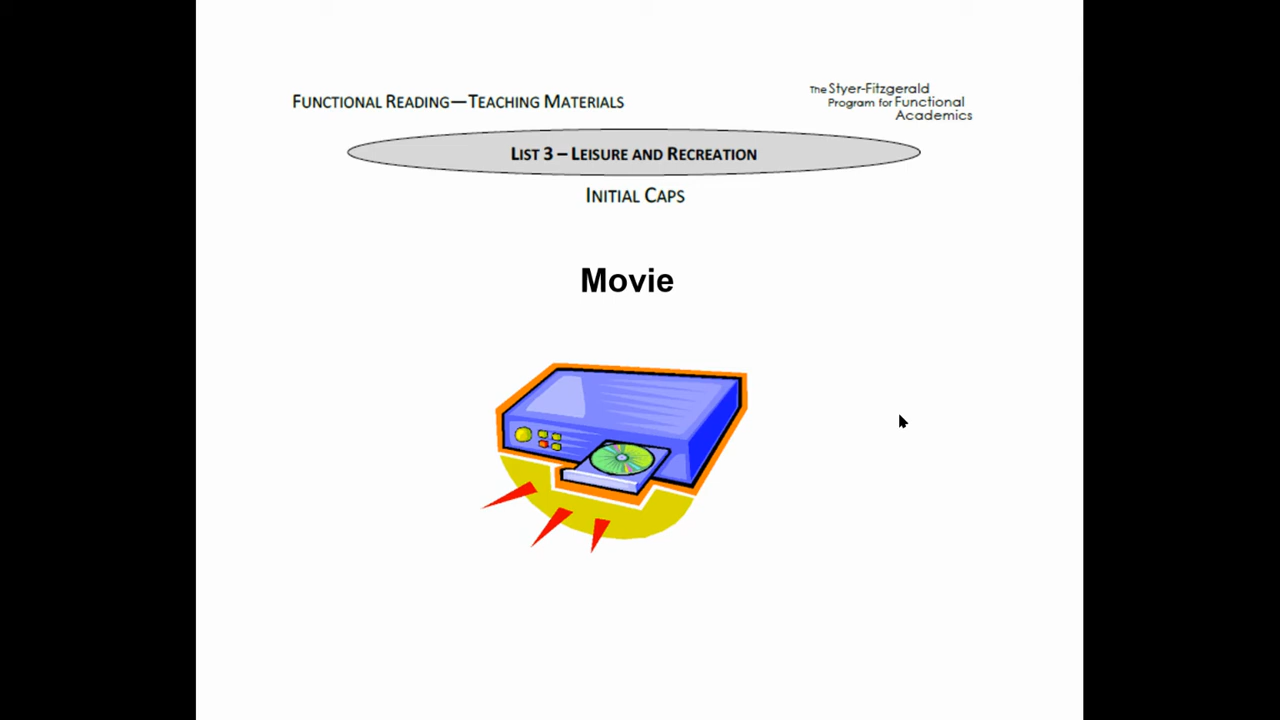 FUNCTIONAL READING—TEACHING MATERIALS
The Styer-Fitzgerald
Program for Functional
Academics
LIST 3 – LEISURE AND RECREATION
INITIAL CAPS
Movie